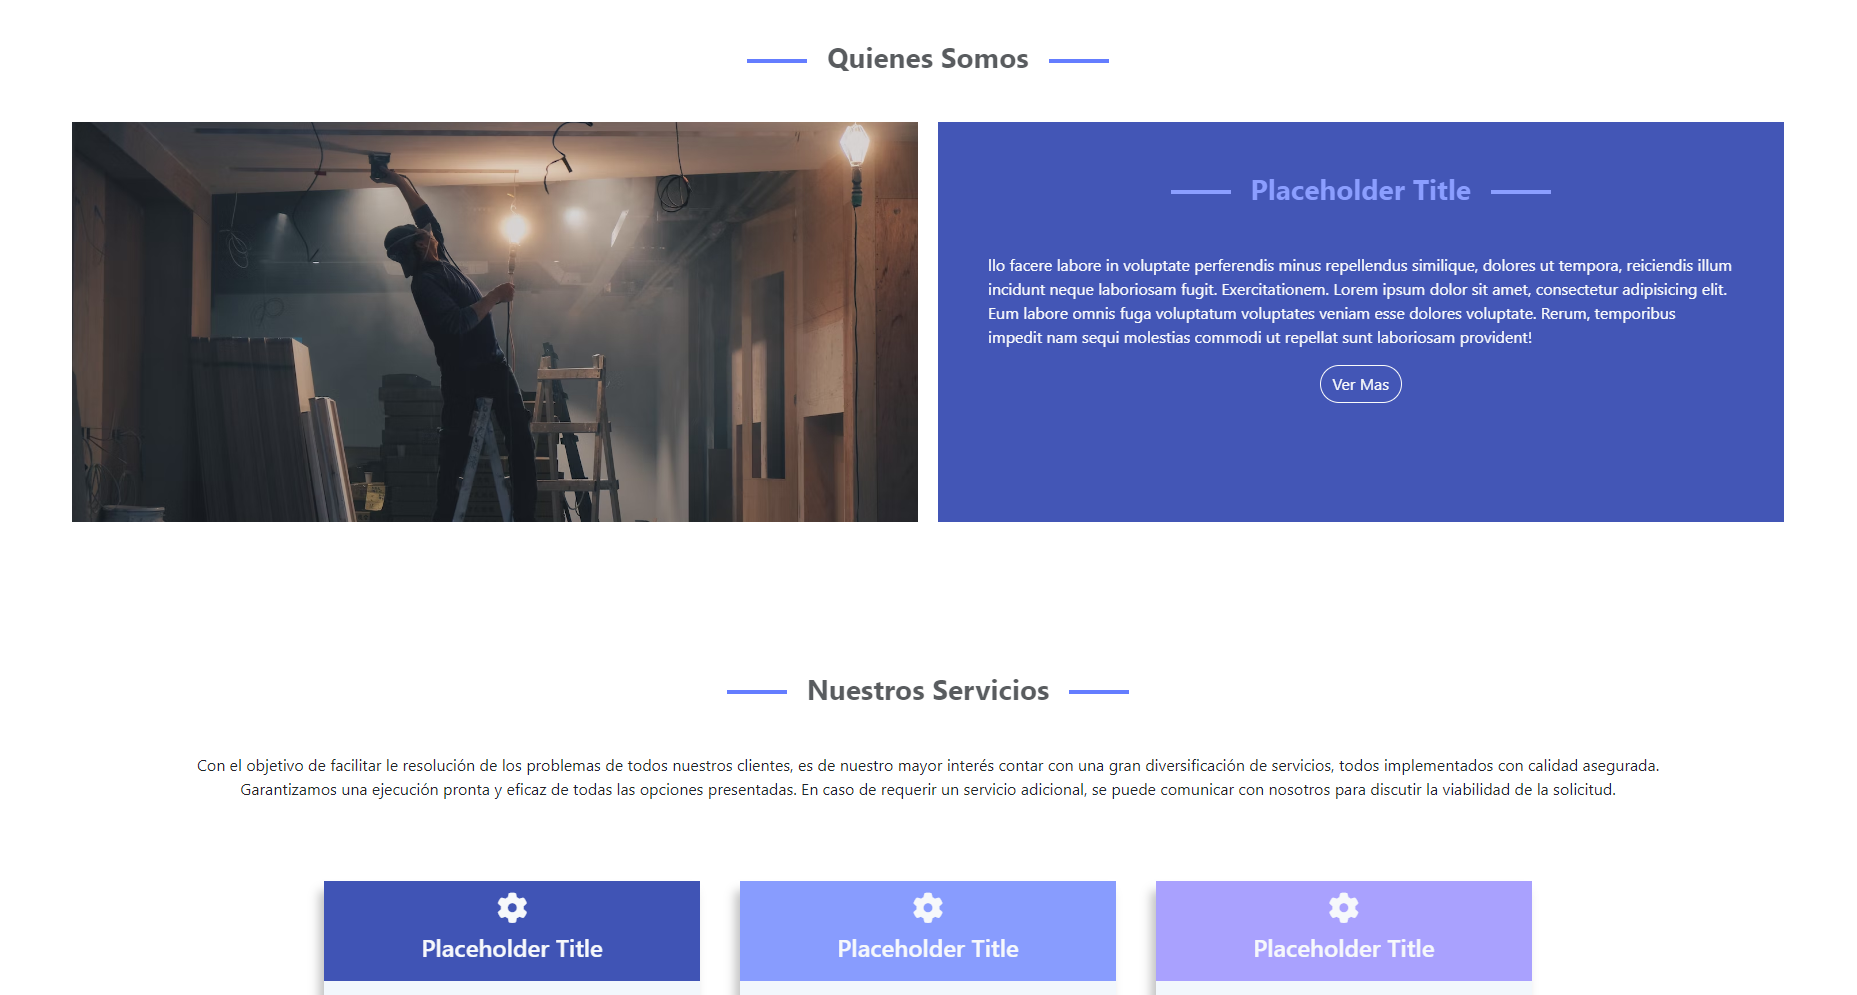 Quienes Somos
Placeholder Title
llo facere labore in voluptate perferendis minus repellendus similique, dolores ut tempora, reiciendis illum
incidunt neque laboriosam fugit. Exercitationem. Lorem ipsum dolor sit amet, consectetur adipisicing elit.
Eum labore omnis fuga voluptatum voluptates veniam esse dolores voluptate. Rerum, temporibus
impedit nam sequi molestias commodi ut repellat sunt laboriosam provident!
Ver Mas
Nuestros Servicios
Con el objetivo de facilitar le resolución de los problemas de todos nuestros clientes, es de nuestro mayor interés contar con una gran diversificación de servicios, todos implementados con calidad asegurada.
Garantizamos una ejecución pronta y eficaz de todas las opciones presentadas. En caso de requerir un servicio adicional, se puede comunicar con nosotros para discutir la viabilidad de la solicitud.
Placeholder Title
Placeholder Title
Placeholder Title